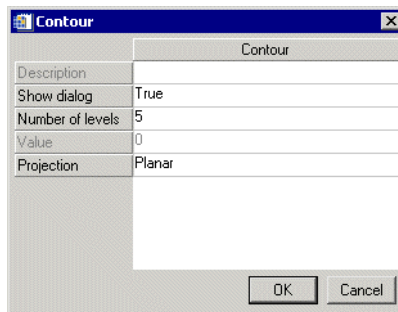 Contour
Contour
Description
Show dialog True
Number of levels 5
Value 0
Projection Planar
OK Cancel